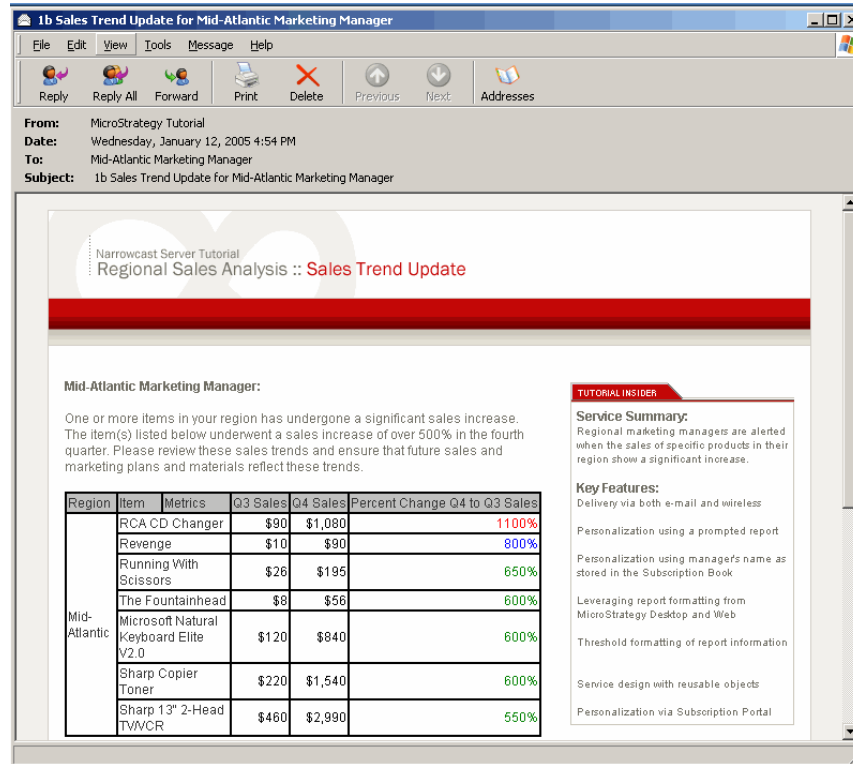 1b Sales Trend Update for Mid-Atlantic Marketing Manager
File Edit View Tools Message Help
Reply Reply All Forward Print Delete Previous Next Addresses
From: MicroStrategy Tutorial
Date: Wednesday, January 12, 2005 4:54 PM
To: Mid-Atlantic Marketing Manager
Subject: 1b Sales Trend Update for Mid-Atlantic Marketing Manager
Narrowcast Server Tutorial
Regional Sales Analysis :: Sales Trend Update
Mid-Atlantic Marketing Manager:
One or more items in your region has undergone a significant sales increase.
The item(s) listed below underwent a sales increase of over 500% in the fourth
quarter. Please review these sales trends and ensure that future sales and
marketing plans and materials reflect these trends.
Region Item Metrics Q3 Sales Q4 Sales Percent Change Q4 to Q3 Sales
Mid-
Atlantic
RCA CD Changer $90 $1,080 1100%
Revenge $10 $90 800%
Running With
Scissors $26 $195 650%
The Fountainhead $8 $56 600%
Microsoft Natural
Keyboard Elite
V2.0 $120 $840 600%
Sharp Copier
Toner $220 $1,540 600%
Sharp 13" 2-Head
TV/VCR $460 $2,990 550%
TUTORIAL INSIDER
Service Summary:
Regional marketing managers are alerted
when the sales of specific products in their
region show a significant increase.
Key Features:
Delivery via both e-mail and wireless
Personalization using a prompted report
Personalization using manager's name as
stored in the Subscription Book
Leveraging report formatting from
MicroStrategy Desktop and Web
Threshold formatting of report information
Service design with reusable objects
Personalization via Subscription Portal